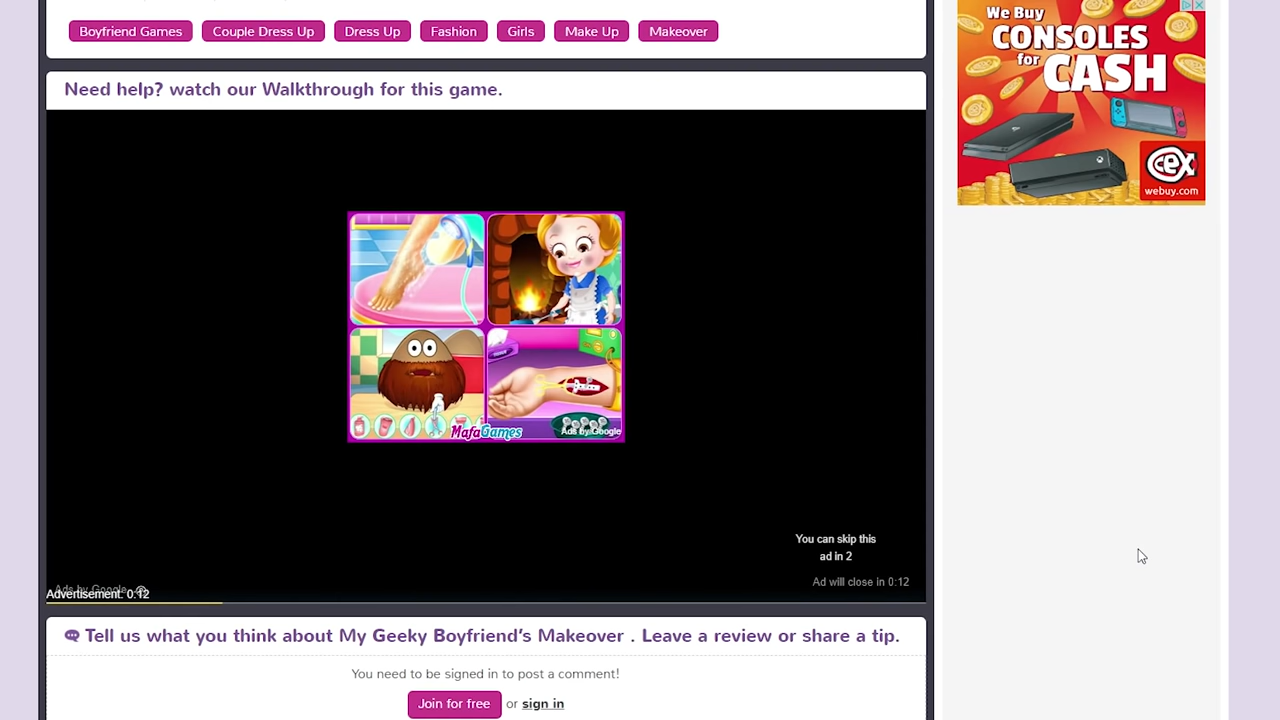 Boyfriend Games Couple Dress Up Dress Up Fashion Girls Make Up Makeover
Need help? watch our Walkthrough for this game.
MafaGames
Ads by Google
You can skip this
ad in 2
Ad will close in 0:12
Ads by Google
Advertisement: 0:12
Tell us what you think about My Geeky Boyfriend's Makeover . Leave a review or share a tip.
You need to be signed in to post a comment!
Join for free or sign in
We Buy
CONSOLES
for CASH
cex
webuy.com